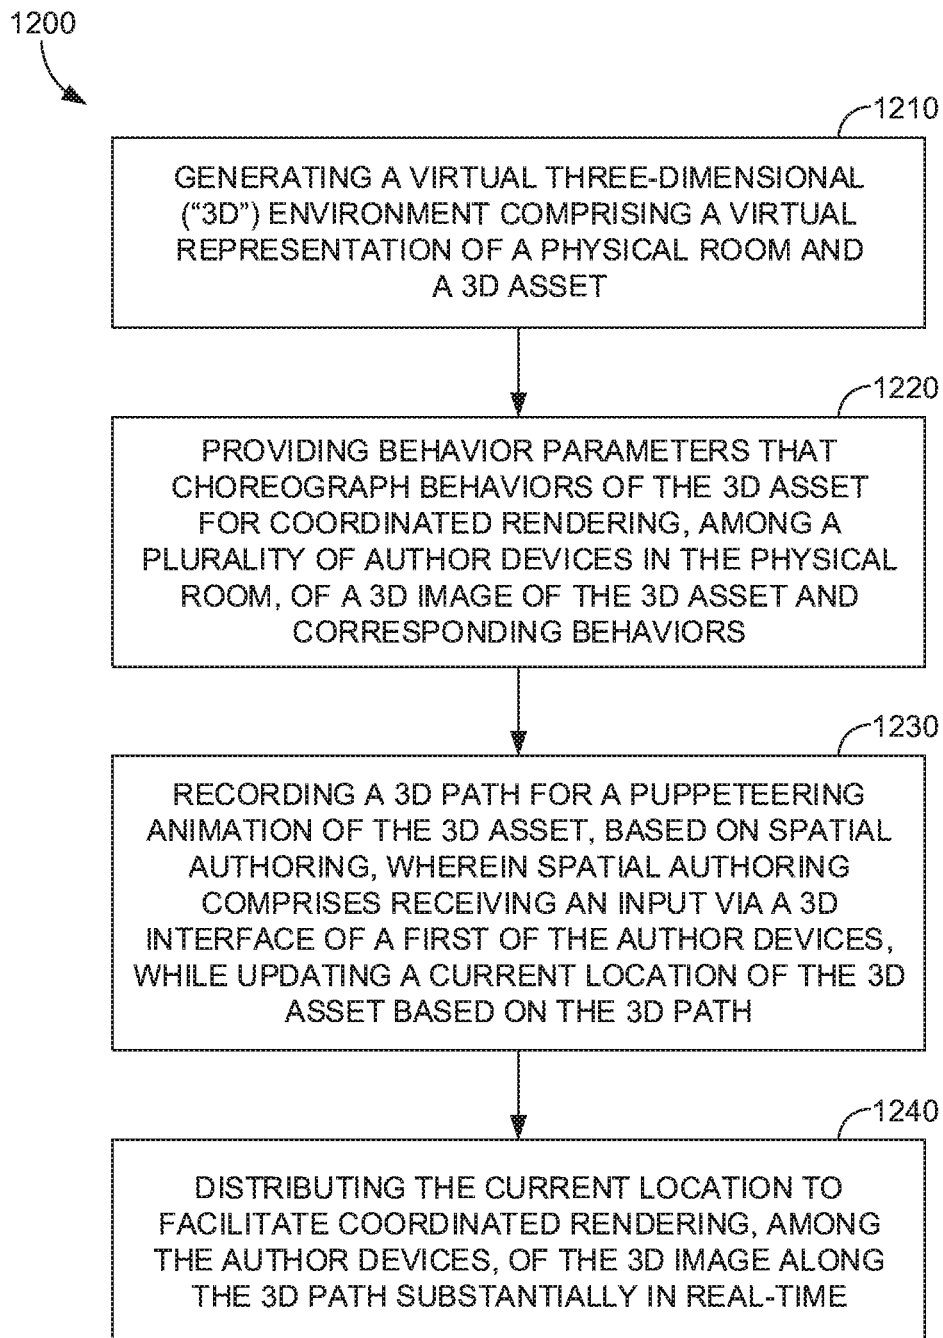 1200
1210
GENERATING A VIRTUAL THREE-DIMENSIONAL
(“3D”) ENVIRONMENT COMPRISING A VIRTUAL
REPRESENTATION OF A PHYSICAL ROOM AND
A 3D ASSET
1220
PROVIDING BEHAVIOR PARAMETERS THAT
CHOREOGRAPH BEHAVIORS OF THE 3D ASSET
FOR COORDINATED RENDERING, AMONG A
PLURALITY OF AUTHOR DEVICES IN THE PHYSICAL
ROOM, OF A 3D IMAGE OF THE 3D ASSET AND
CORRESPONDING BEHAVIORS
1230
RECORDING A 3D PATH FOR A PUPPETEERING
ANIMATION OF THE 3D ASSET, BASED ON SPATIAL
AUTHORING, WHEREIN SPATIAL AUTHORING
COMPRISES RECEIVING AN INPUT VIA A 3D
INTERFACE OF A FIRST OF THE AUTHOR DEVICES,
WHILE UPDATING A CURRENT LOCATION OF THE 3D
ASSET BASED ON THE 3D PATH
1240
DISTRIBUTING THE CURRENT LOCATION TO
FACILITATE COORDINATED RENDERING, AMONG
THE AUTHOR DEVICES, OF THE 3D IMAGE ALONG
THE 3D PATH SUBSTANTIALLY IN REAL-TIME